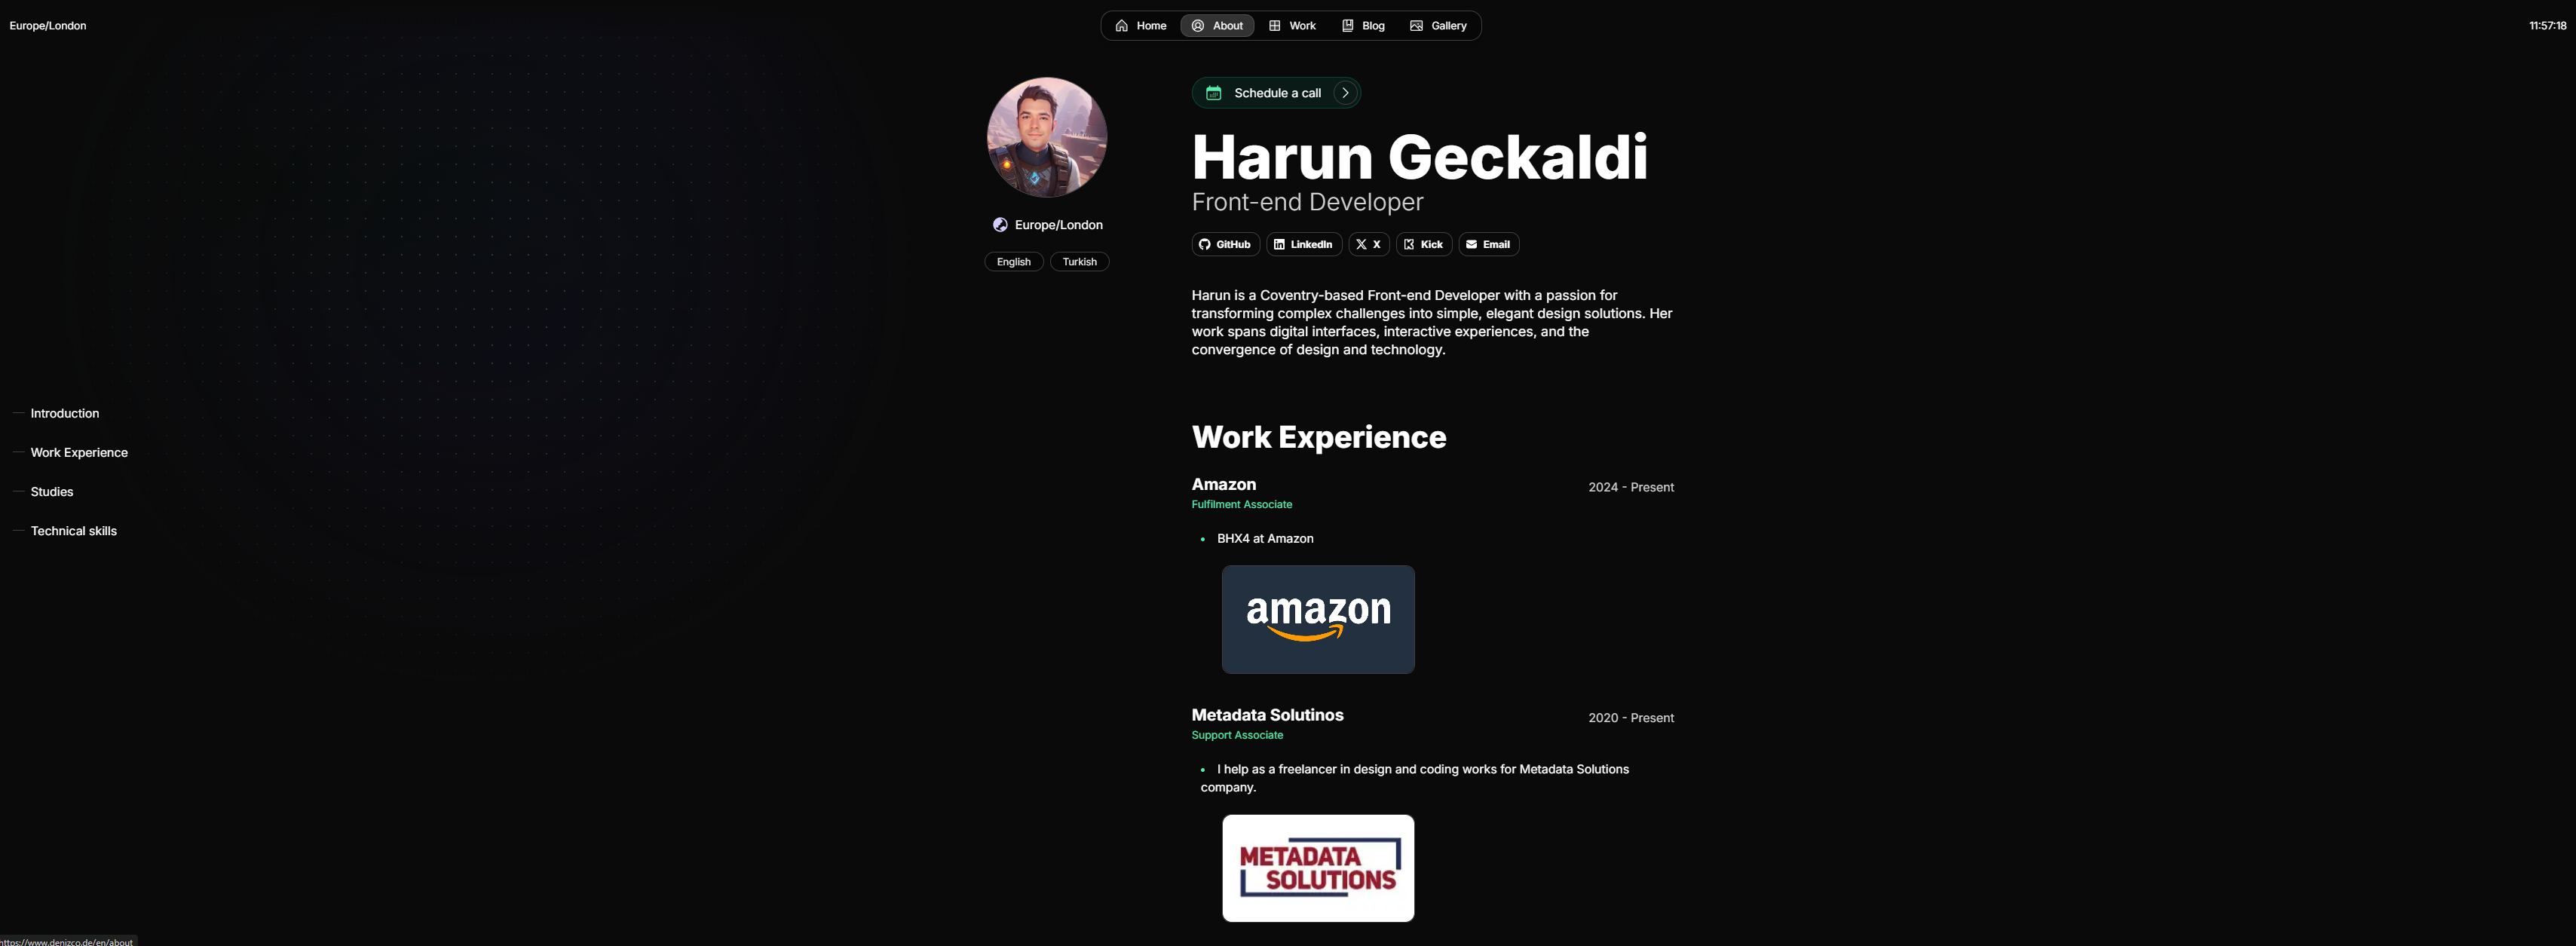 Europe/London
Home
About
Work
Blog
Gallery
11:57:18
Schedule a call
Harun Geckaldi
Front-end Developer
Europe/London
English
Turkish
GitHub
LinkedIn
X
Kick
Email
Harun is a Coventry-based Front-end Developer with a passion for
transforming complex challenges into simple, elegant design solutions. Her
work spans digital interfaces, interactive experiences, and the
convergence of design and technology.
Introduction
Work Experience
Studies
Technical skills
Work Experience
Amazon
2024 - Present
Fulfilment Associate
BHX4 at Amazon
amazon
Metadata Solutinos
2020 - Present
Support Associate
I help as a freelancer in design and coding works for Metadata Solutions
company.
METADATA
SOLUTIONS
https://www.denizco.de/en/about